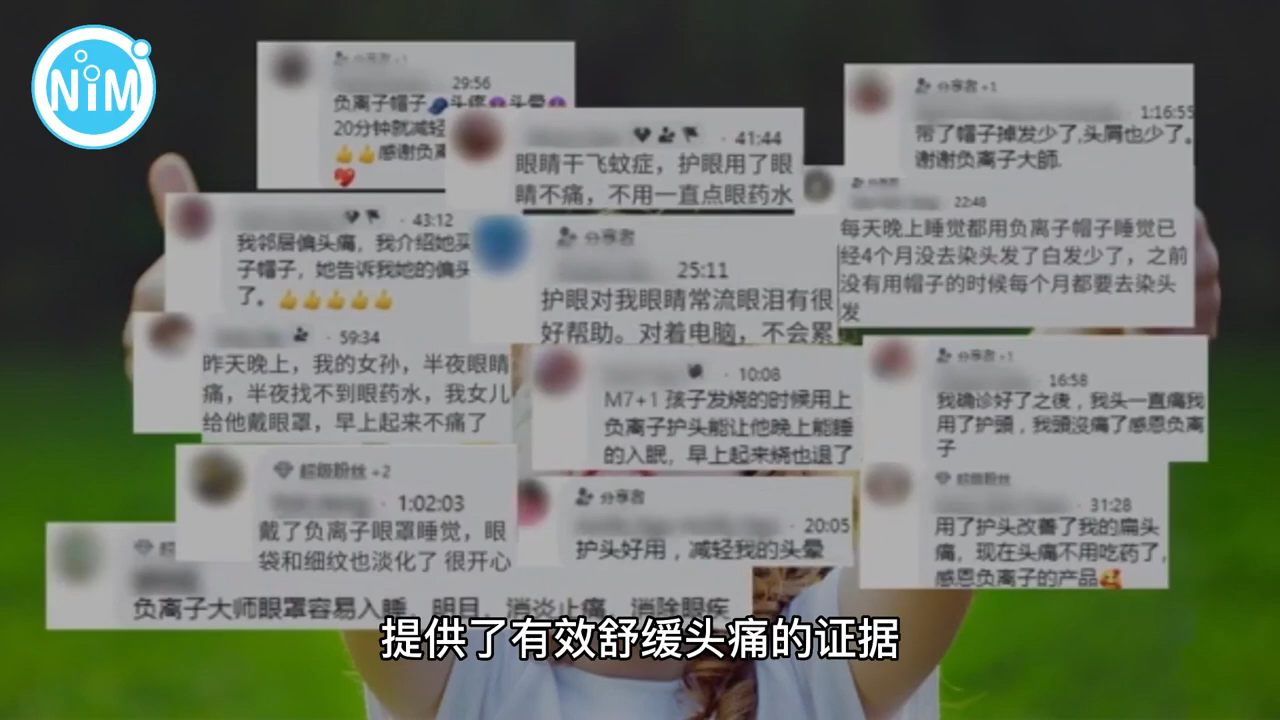 NiM
分享者 +1
29:56
负离子帽子 头疼 头晕
20分钟就减轻
感谢负离
41:44
眼睛干飞蚊症，护眼用了眼
睛不痛，不用一直点眼药水
分享者 +1
1:16:55
带了帽子掉发少了,头屑也少了。
谢谢负离子大師.
43:12
我邻居偏头痛，我介绍她买
子帽子，她告诉我她的偏头
了。
分享者
25:11
护眼对我眼睛常流眼泪有很
好帮助。对着电脑，不会累
22:48
每天晚上睡觉都用负离子帽子睡觉已
经4个月没去染头发了白发少了，之前
没有用帽子的时候每个月都要去染头
发
59:34
昨天晚上，我的女孙，半夜眼睛
痛，半夜找不到眼药水，我女儿
给他戴眼罩，早上起来不痛了
10:08
M7+1 孩子发烧的时候用上
负离子护头能让他晚上能睡
的入眠，早上起来烧也退了
分享者 +1
16:58
我确诊好了之後，我头一直痛我
用了护頭，我頭沒痛了感恩负离
子
超级粉丝 +2
1:02:03
戴了负离子眼罩睡觉，眼
袋和细纹也淡化了 很开心
分享者
20:05
护头好用，减轻我的头晕
超级粉丝
31:28
用了护头改善了我的扁头
痛，现在头痛不用吃药了，
感恩负离子的产品
超
负离子大师眼罩容易入睡，明目，消炎止痛，消除眼疾
提供了有效舒缓头痛的证据